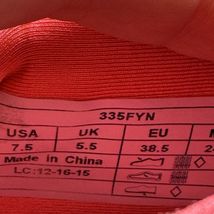 335FYN
USA UK EU
7.5 5.5 38.5
Made in China
LC:12-16-15